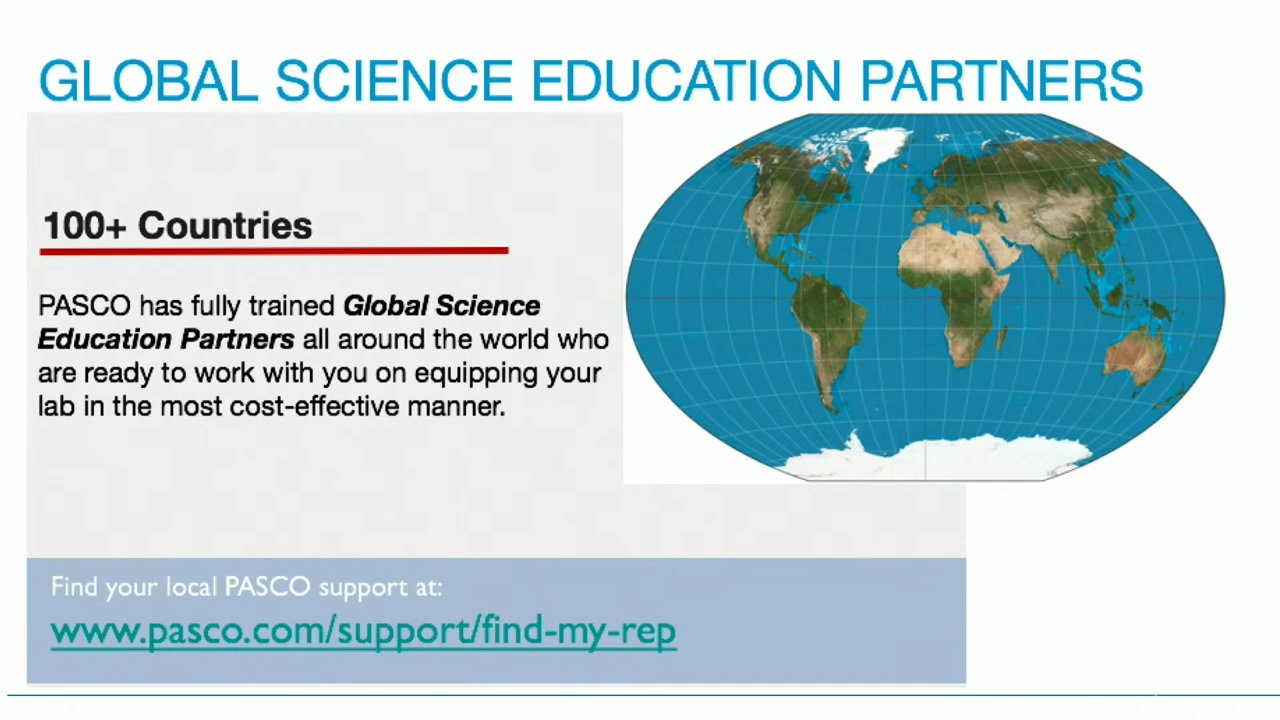 GLOBAL SCIENCE EDUCATION PARTNERS
100+ Countries
PASCO has fully trained Global Science
Education Partners all around the world who
are ready to work with you on equipping your
lab in the most cost-effective manner.
Find your local PASCO support at:
www.pasco.com/support/find-my-rep